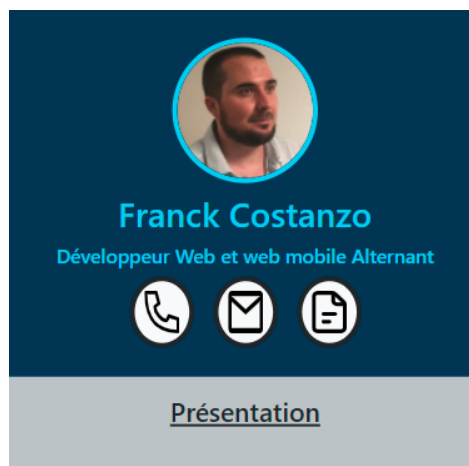 Franck Costanzo
Développeur Web et web mobile Alternant
Présentation